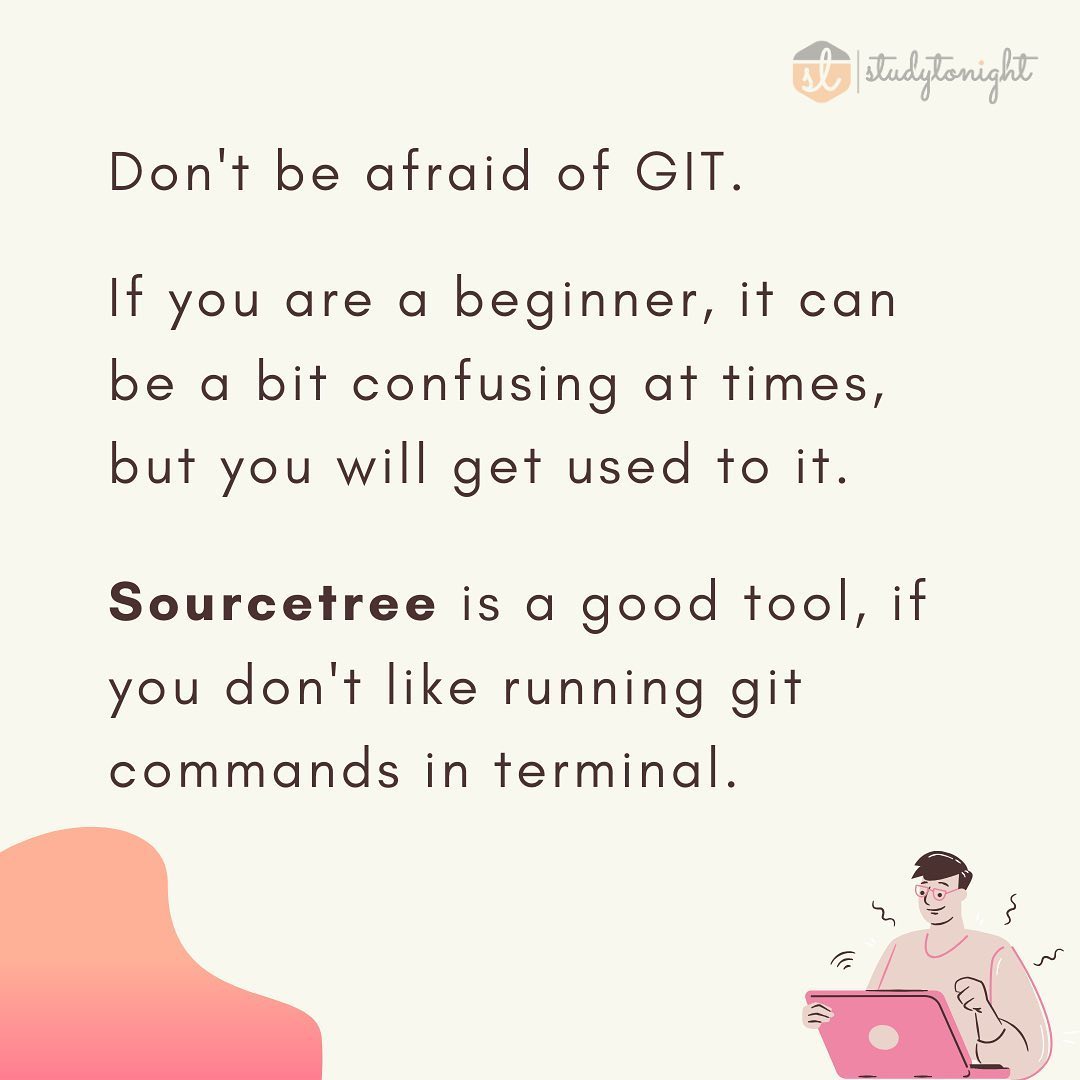 sl | studytonight
Don't be afraid of GIT.
If you are a beginner, it can
be a bit confusing at times,
but you will get used to it.
Sourcetree is a good tool, if
you don't like running git
commands in terminal.